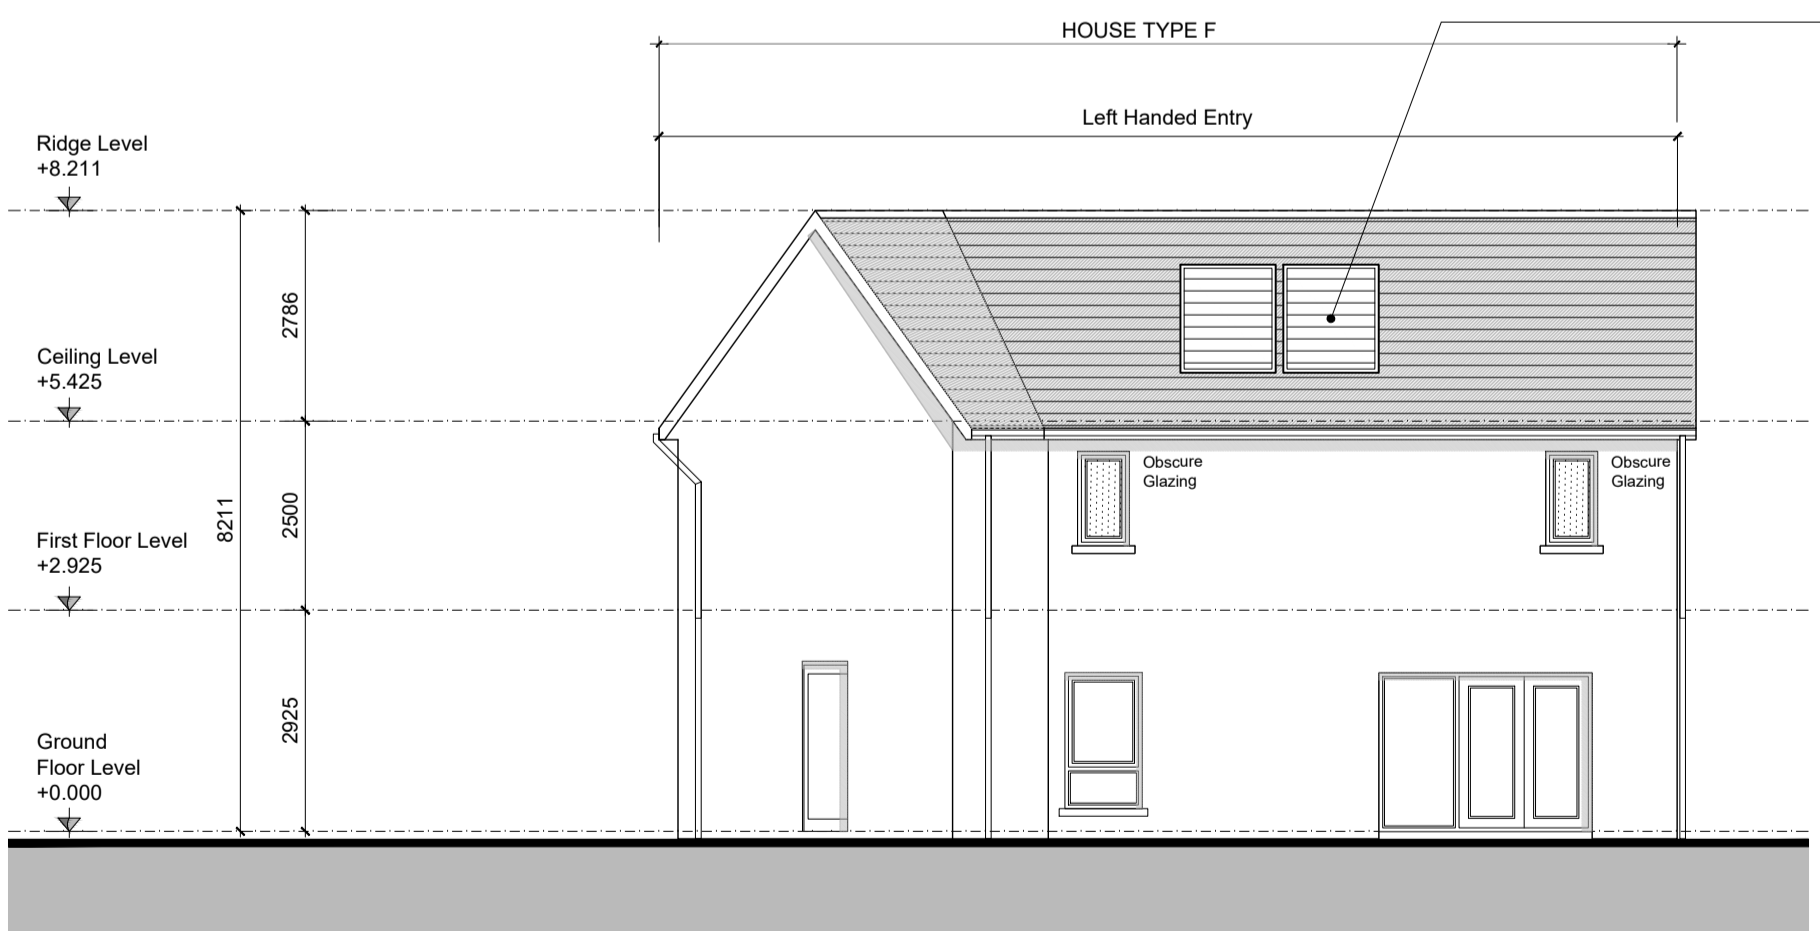 HOUSE TYPE F
Left Handed Entry
Ridge Level
+8.211
2786
Ceiling Level
+5.425
Obscure
Glazing
Obscure
Glazing
8211
2500
First Floor Level
+2.925
2925
Ground
Floor Level
+0.000